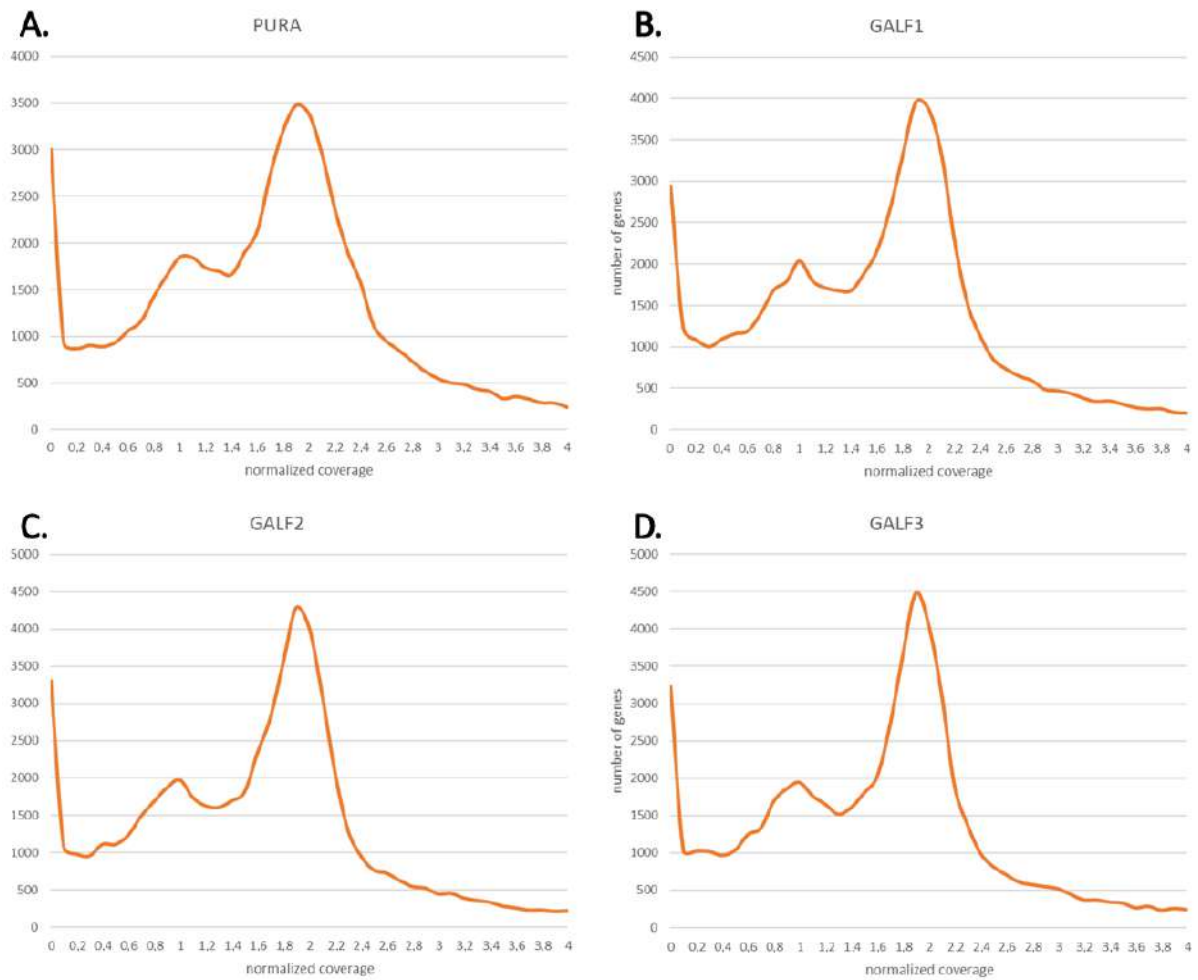 A.
PURA
4000
3500
3000
2500
2000
1500
1000
500
0
0 0,2 0,4 0,6 0,8 1 1,2 1,4 1,6 1,8 2 2,2 2,4 2,6 2,8 3 3,2 3,4 3,6 3,8 4
normalized coverage
B.
GALF1
number of genes
4500
4000
3500
3000
2500
2000
1500
1000
500
0
0 0,2 0,4 0,6 0,8 1 1,2 1,4 1,6 1,8 2 2,2 2,4 2,6 2,8 3 3,2 3,4 3,6 3,8 4
normalized coverage
C.
GALF2
5000
4500
4000
3500
3000
2500
2000
1500
1000
500
0
0 0,2 0,4 0,6 0,8 1 1,2 1,4 1,6 1,8 2 2,2 2,4 2,6 2,8 3 3,2 3,4 3,6 3,8 4
normalized coverage
D.
GALF3
number of genes
5000
4500
4000
3500
3000
2500
2000
1500
1000
500
0
0 0,2 0,4 0,6 0,8 1 1,2 1,4 1,6 1,8 2 2,2 2,4 2,6 2,8 3 3,2 3,4 3,6 3,8 4
normalized coverage